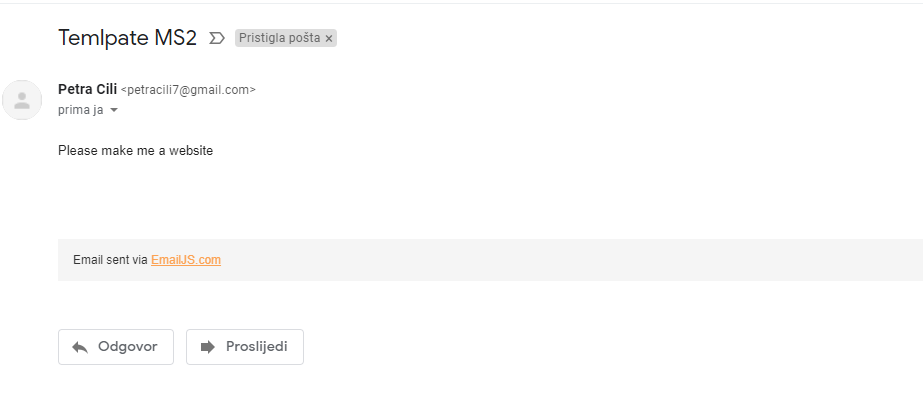 Temlpate MS2 Pristigla pošta ×
Petra Cili <petracili7@gmail.com>
prima ja
Please make me a website
Email sent via EmailJS.com
Odgovor Proslijedi